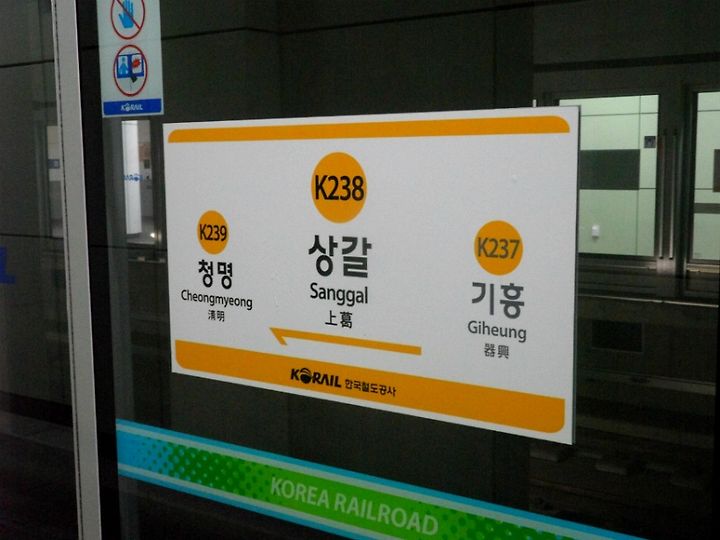 KORAIL
K238
상갈
Sanggal
上葛
K239
청명
Cheongmyeong
淸明
K237
기흥
Giheung
器興
KORAIL 한국철도공사
KOREA RAILROAD